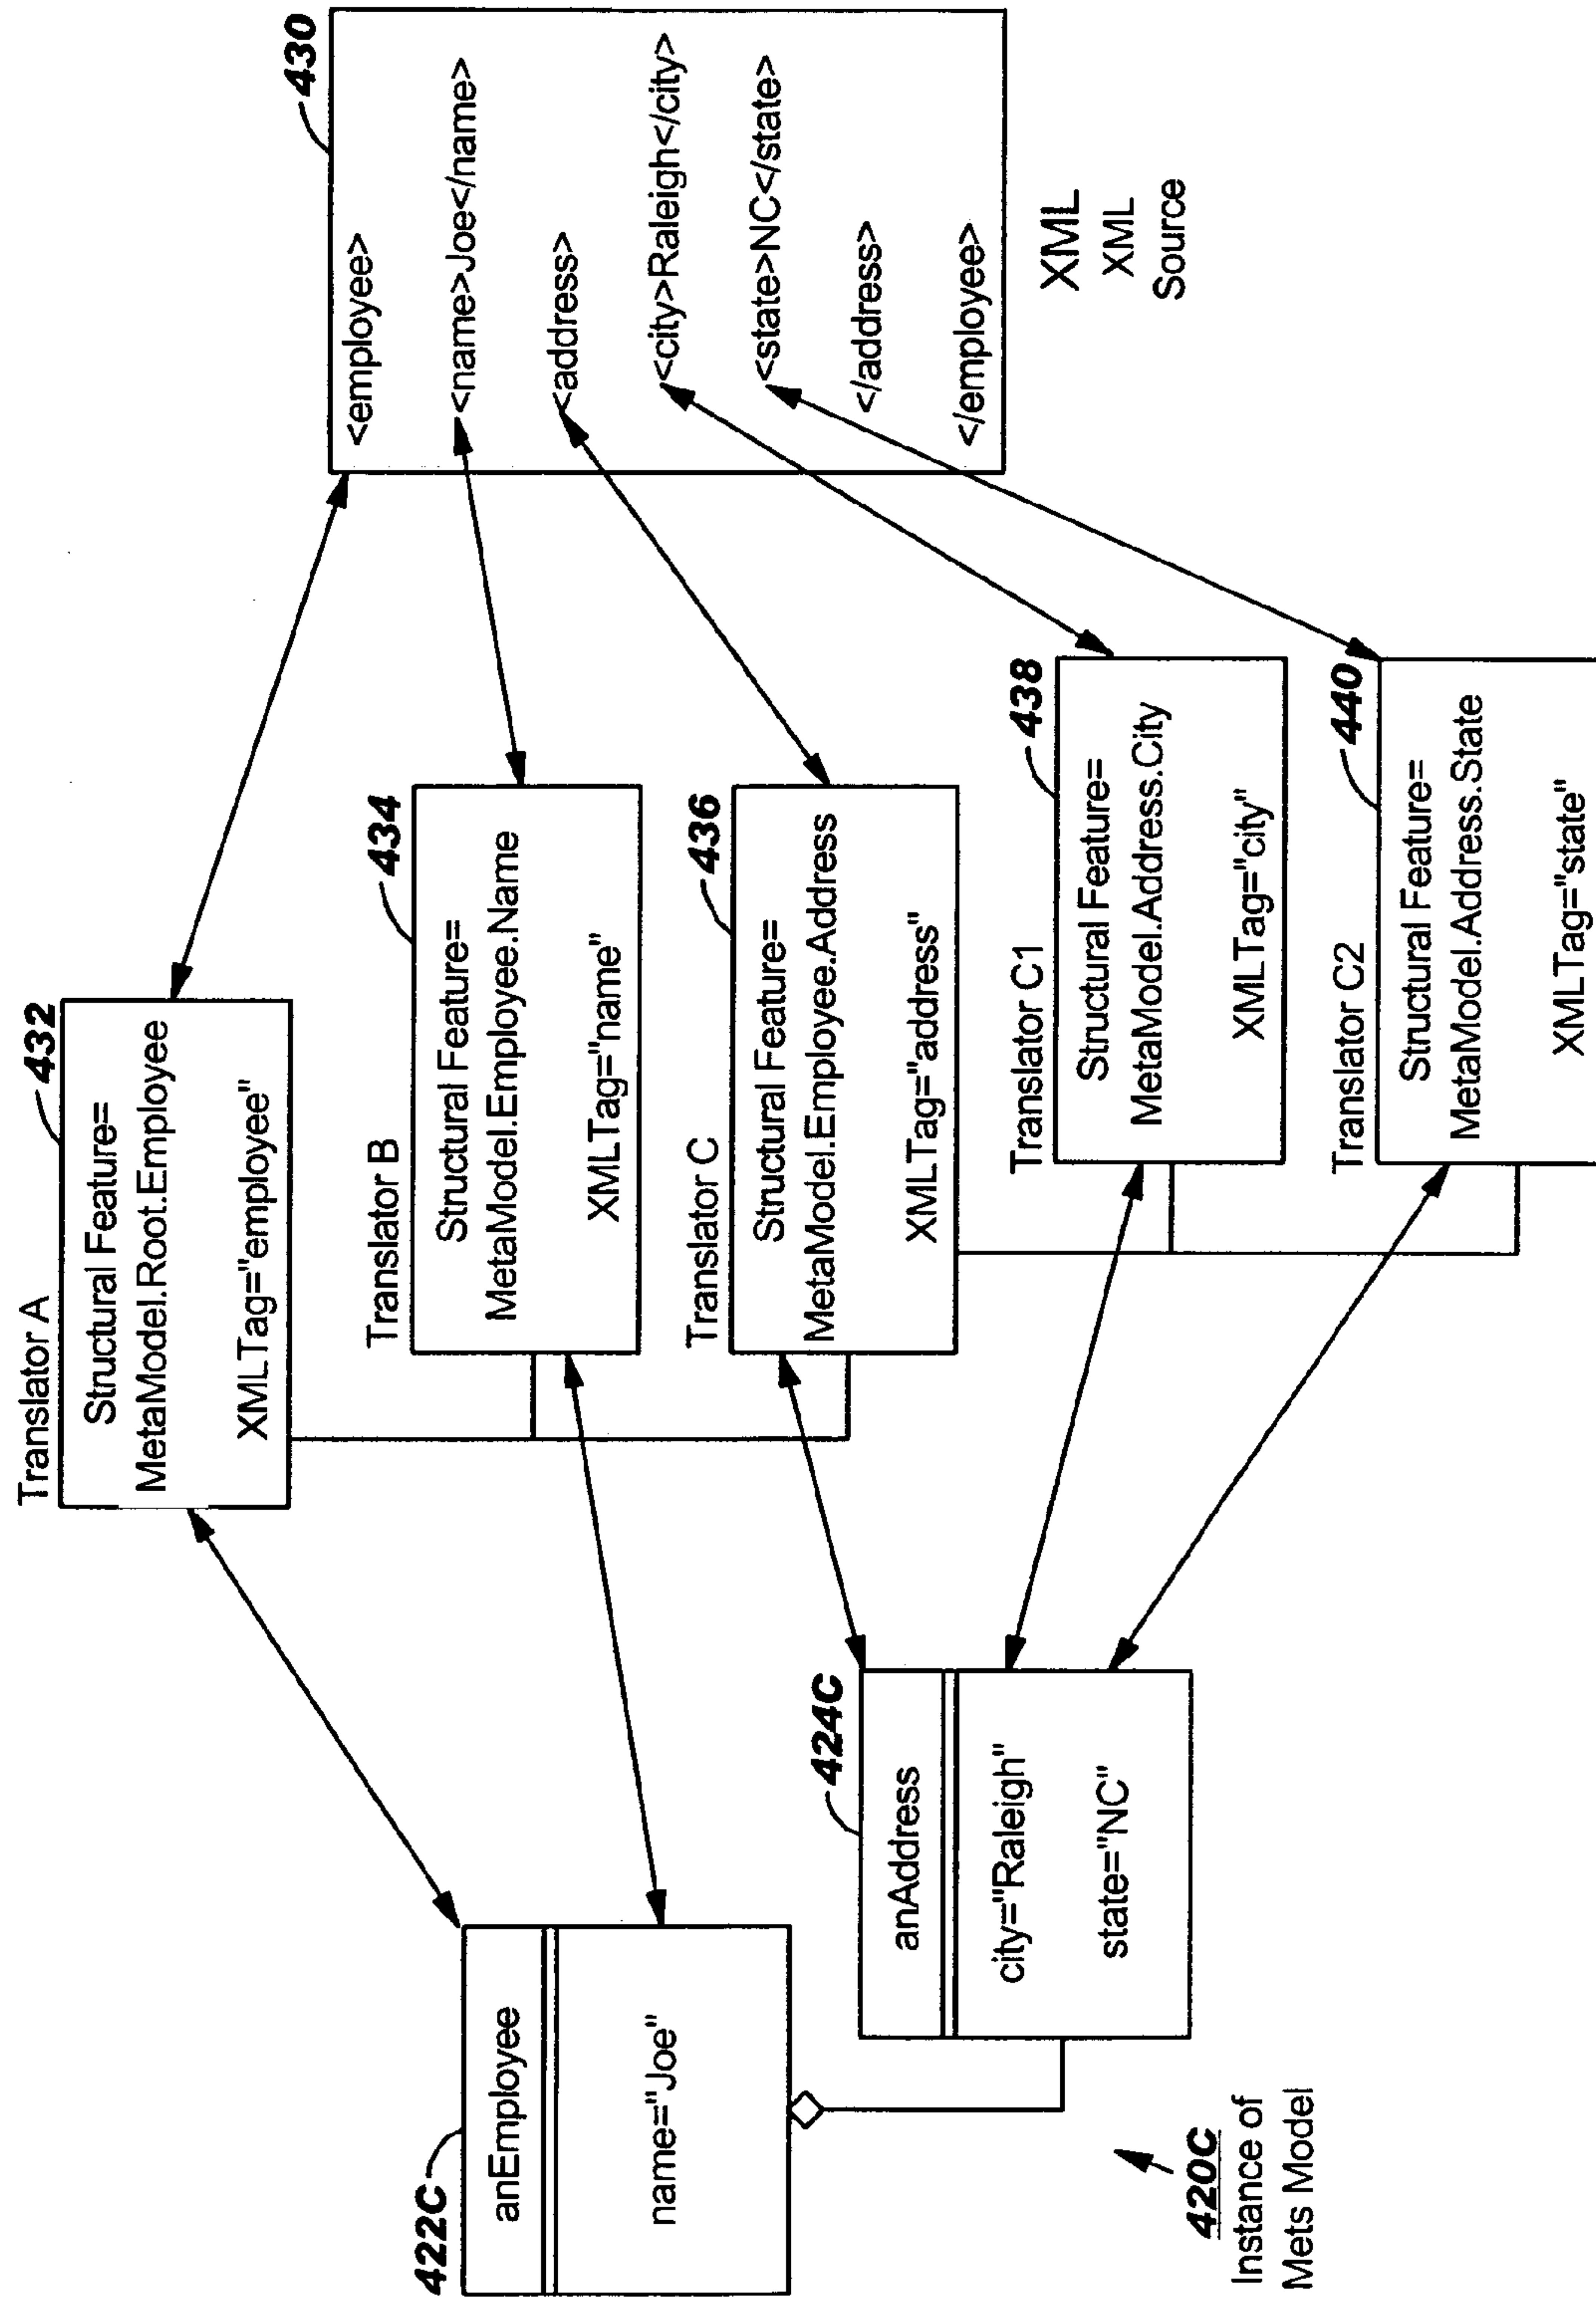 422C
anEmployee
name="Joe"
424C
anAddress
city="Raleigh"
state="NC"
420C
Instance of
Mets Model
Translator A
432
Structural Feature=
MetaModel.Root.Employee
XMLTag="employee"
Translator B
434
Structural Feature=
MetaModel.Employee.Name
XMLTag="name"
Translator C
436
Structural Feature=
MetaModel.Employee.Address
XMLTag="address"
Translator C1
438
Structural Feature=
MetaModel.Address.City
XMLTag="city"
Translator C2
440
Structural Feature=
MetaModel.Address.State
XMLTag="state"
430
<employee>
<name>Joe</name>
<address>
<city>Raleigh</city>
<state>NC</state>
</address>
</employee>
XML
XML
Source